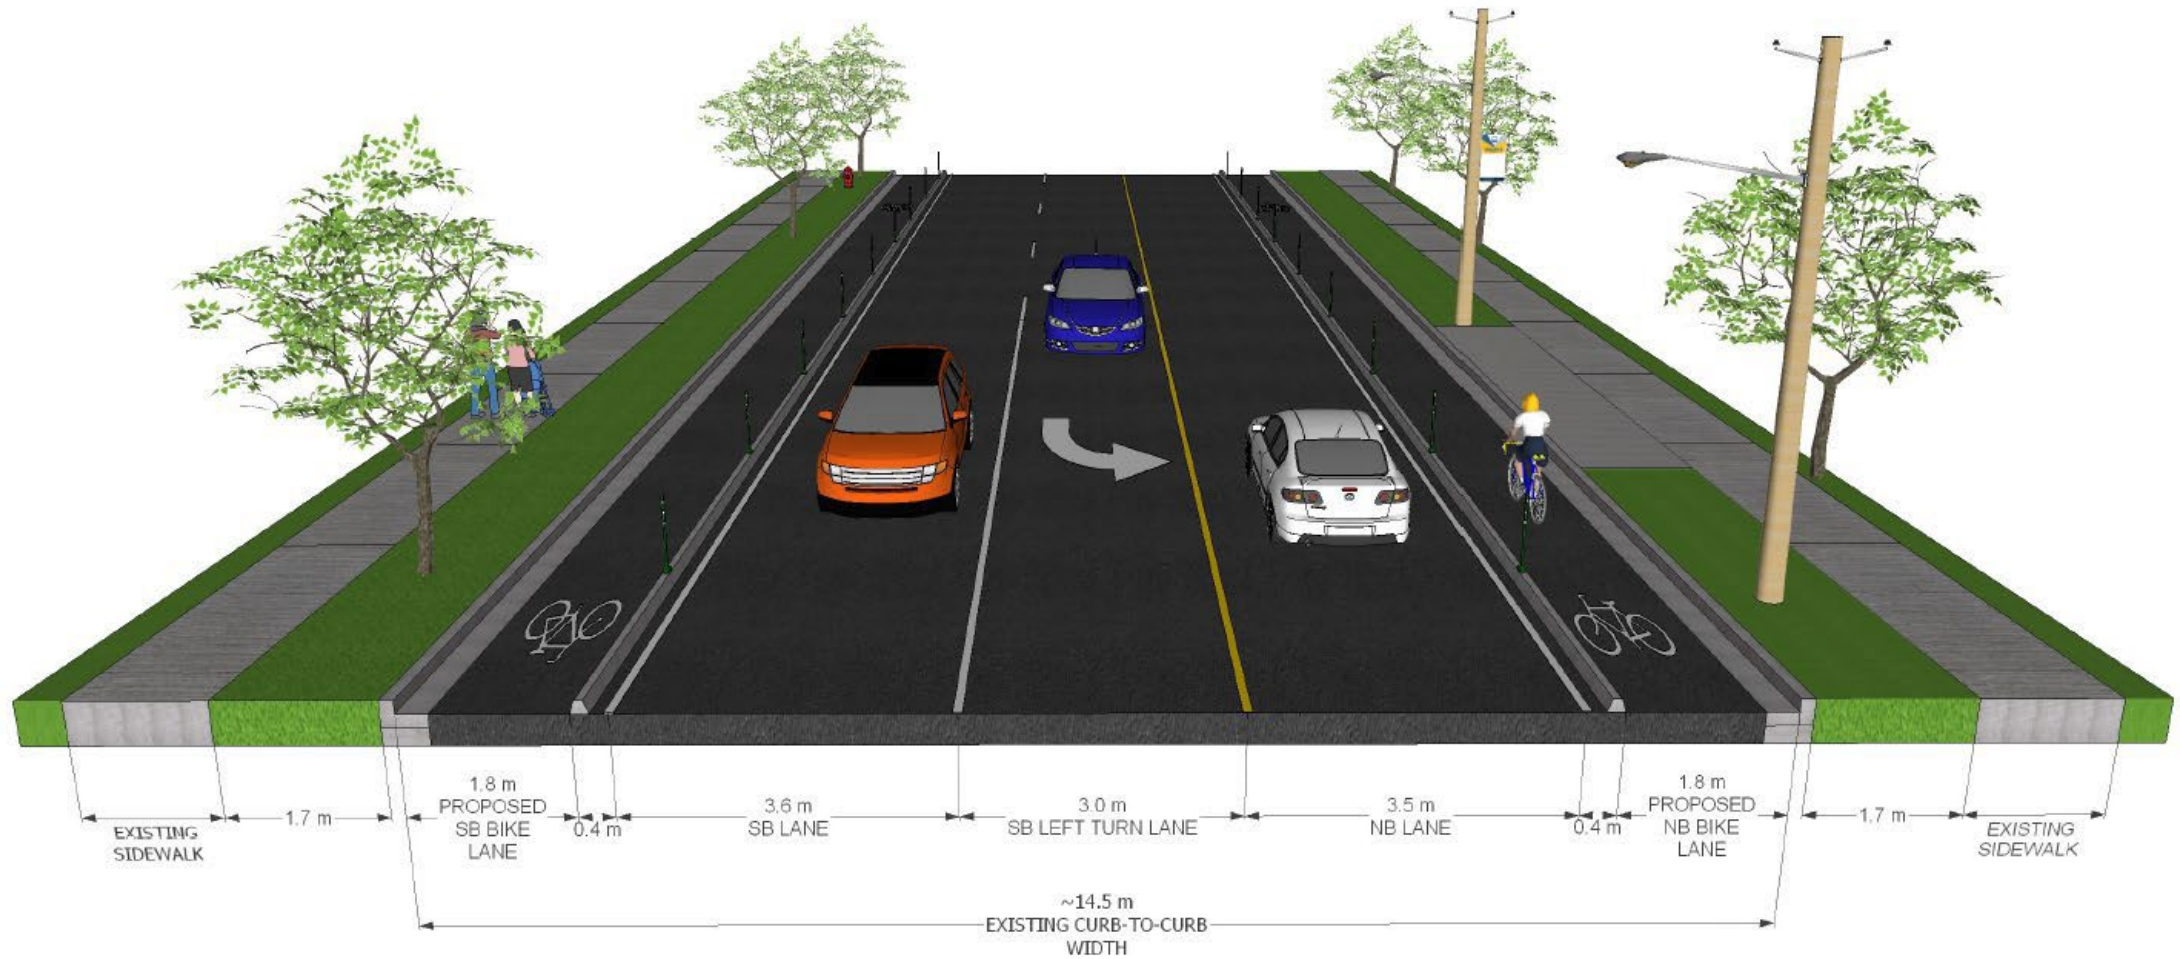 EXISTING
SIDEWALK
1.7 m
1.8 m
PROPOSED
SB BIKE
LANE
0.4 m
3.6 m
SB LANE
3.0 m
SB LEFT TURN LANE
3.5 m
NB LANE
0.4 m
1.8 m
PROPOSED
NB BIKE
LANE
1.7 m
EXISTING
SIDEWALK
~14.5 m
EXISTING CURB-TO-CURB
WIDTH